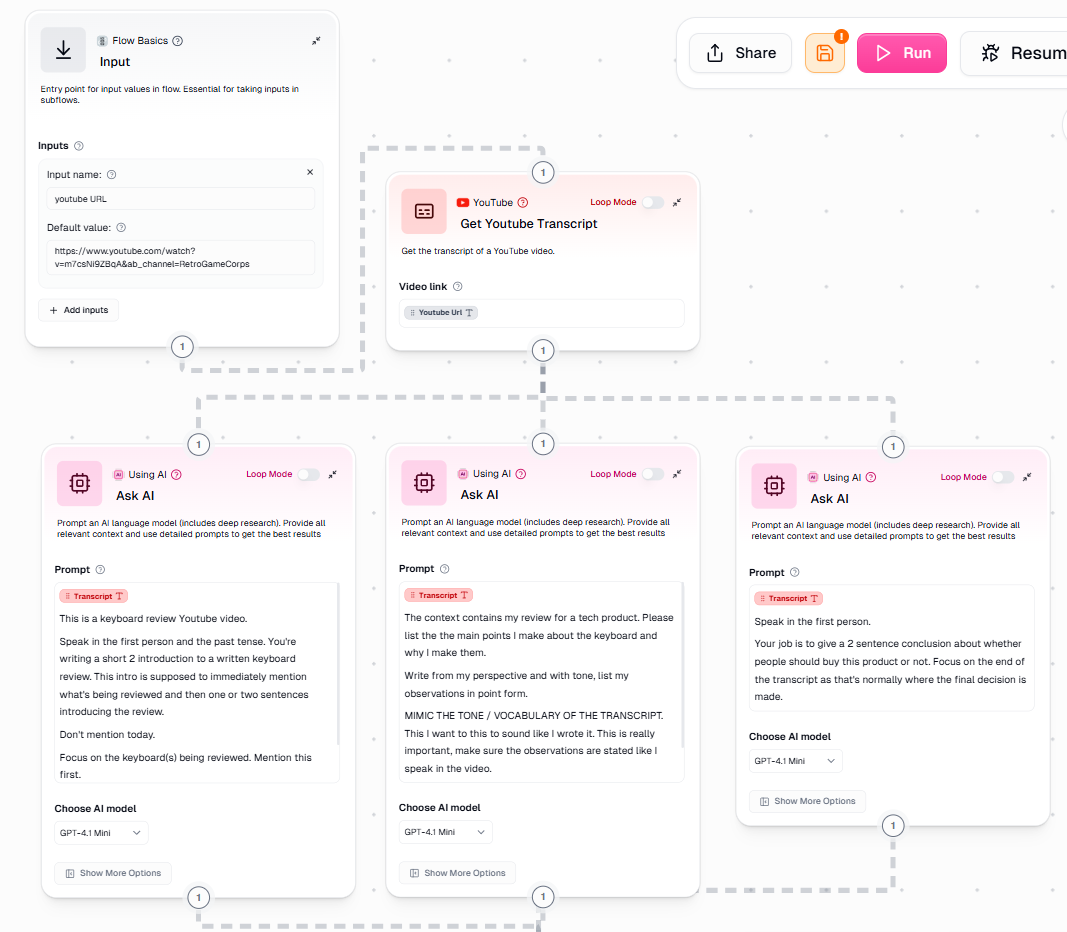 Flow Basics
Input
Entry point for input values in flow. Essential for taking inputs in
subflows.
Inputs
Input name:
youtube URL
Default value:
https://www.youtube.com/watch?
v=m7csNi9ZBqA&ab_channel=RetroGameCorps
Add inputs
1
Share
!
Run
Resum
1
YouTube
Loop Mode
Get Youtube Transcript
Get the transcript of a YouTube video.
Video link
Youtube Url
1
1
AI Using AI
Loop Mode
Ask AI
Prompt an AI language model (includes deep research). Provide all
relevant context and use detailed prompts to get the best results
Prompt
Transcript
This is a keyboard review Youtube video.
Speak in the first person and the past tense. You're
writing a short 2 introduction to a written keyboard
review. This intro is supposed to immediately mention
what's being reviewed and then one or two sentences
introducing the review.
Don't mention today.
Focus on the keyboard(s) being reviewed. Mention this
first.
Choose AI model
GPT-4.1 Mini
Show More Options
1
1
AI Using AI
Loop Mode
Ask AI
Prompt an AI language model (includes deep research). Provide all
relevant context and use detailed prompts to get the best results
Prompt
Transcript
The context contains my review for a tech product. Please
list the the main points I make about the keyboard and
why I make them.
Write from my perspective and with tone, list my
observations in point form.
MIMIC THE TONE / VOCABULARY OF THE TRANSCRIPT.
This I want to this to sound like I wrote it. This is really
important, make sure the observations are stated like I
speak in the video.
Choose AI model
GPT-4.1 Mini
Show More Options
1
1
AI Using AI
Loop Mode
Ask AI
Prompt an AI language model (includes deep research). Provide all
relevant context and use detailed prompts to get the best results
Prompt
Transcript
Speak in the first person.
Your job is to give a 2 sentence conclusion about whether
people should buy this product or not. Focus on the end of
the transcript as that's normally where the final decision is
made.
Choose AI model
GPT-4.1 Mini
Show More Options
1